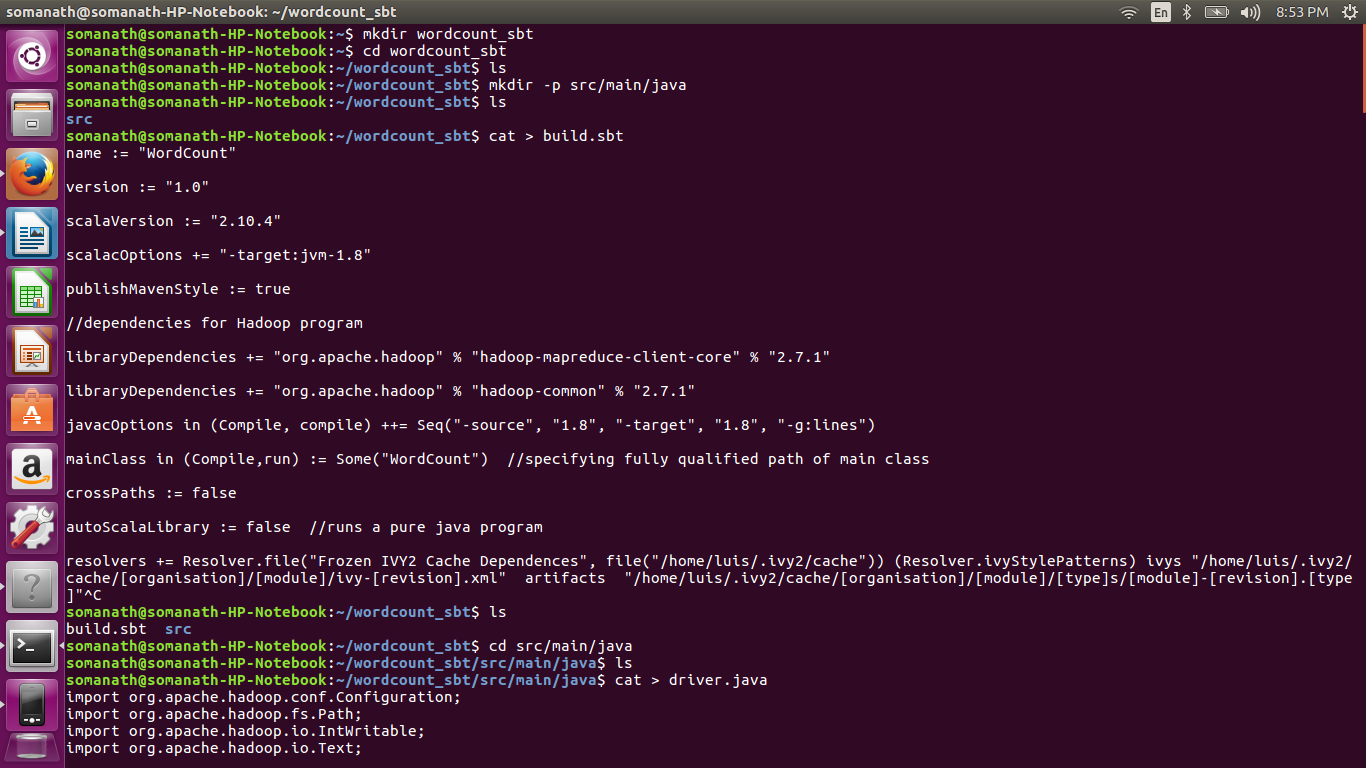 somanath@somanath-HP-Notebook: ~/wordcount_sbt
En
8:53 PM
somanath@somanath-HP-Notebook:~$ mkdir wordcount_sbt
somanath@somanath-HP-Notebook:~$ cd wordcount_sbt
somanath@somanath-HP-Notebook:~/wordcount_sbt$ ls
somanath@somanath-HP-Notebook:~/wordcount_sbt$ mkdir -p src/main/java
somanath@somanath-HP-Notebook:~/wordcount_sbt$ ls
src
somanath@somanath-HP-Notebook:~/wordcount_sbt$ cat > build.sbt
name := "WordCount"
version := "1.0"
scalaVersion := "2.10.4"
scalacOptions += "-target:jvm-1.8"
publishMavenStyle := true
//dependencies for Hadoop program
libraryDependencies += "org.apache.hadoop" % "hadoop-mapreduce-client-core" % "2.7.1"
libraryDependencies += "org.apache.hadoop" % "hadoop-common" % "2.7.1"
javacOptions in (Compile, compile) ++= Seq("-source", "1.8", "-target", "1.8", "-g:lines")
mainClass in (Compile,run) := Some("WordCount")  //specifying fully qualified path of main class
crossPaths := false
autoScalaLibrary := false  //runs a pure java program
resolvers += Resolver.file("Frozen IVY2 Cache Dependences", file("/home/luis/.ivy2/cache")) (Resolver.ivyStylePatterns) ivys "/home/luis/.ivy2/
cache/[organisation]/[module]/ivy-[revision].xml"  artifacts  "/home/luis/.ivy2/cache/[organisation]/[module]/[type]s/[module]-[revision].[type
]"^C
somanath@somanath-HP-Notebook:~/wordcount_sbt$ ls
build.sbt  src
somanath@somanath-HP-Notebook:~/wordcount_sbt$ cd src/main/java
somanath@somanath-HP-Notebook:~/wordcount_sbt/src/main/java$ ls
somanath@somanath-HP-Notebook:~/wordcount_sbt/src/main/java$ cat > driver.java
import org.apache.hadoop.conf.Configuration;
import org.apache.hadoop.fs.Path;
import org.apache.hadoop.io.IntWritable;
import org.apache.hadoop.io.Text;